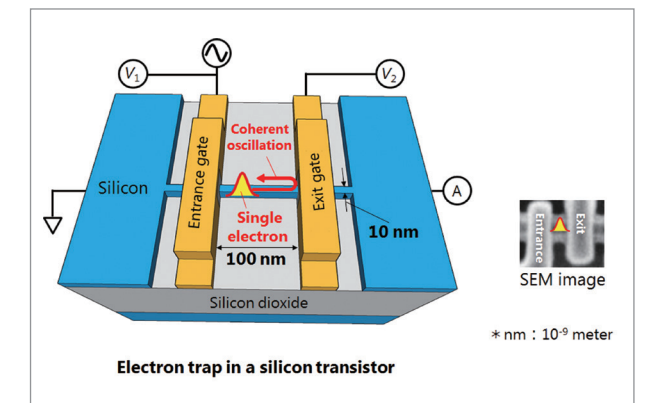 V1
V2
Coherent
oscillation
Entrance gate
Exit gate
Silicon
A
Single
electron
10 nm
100 nm
Silicon dioxide
Entrance
Exit
SEM image
＊nm：10-9 meter
Electron trap in a silicon transistor